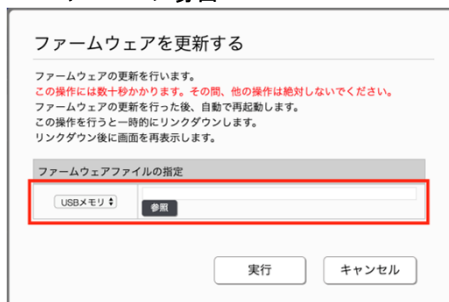 ファームウェアを更新する
ファームウェアの更新を行います。
この操作には数十秒かかります。その間、他の操作は絶対しないでください。
ファームウェアの更新を行った後、自動で再起動します。
この操作を行うと一時的にリンクダウンします。
リンクダウン後に画面を再表示します。
ファームウェアファイルの指定
USBメモリ
参照
実行
キャンセル